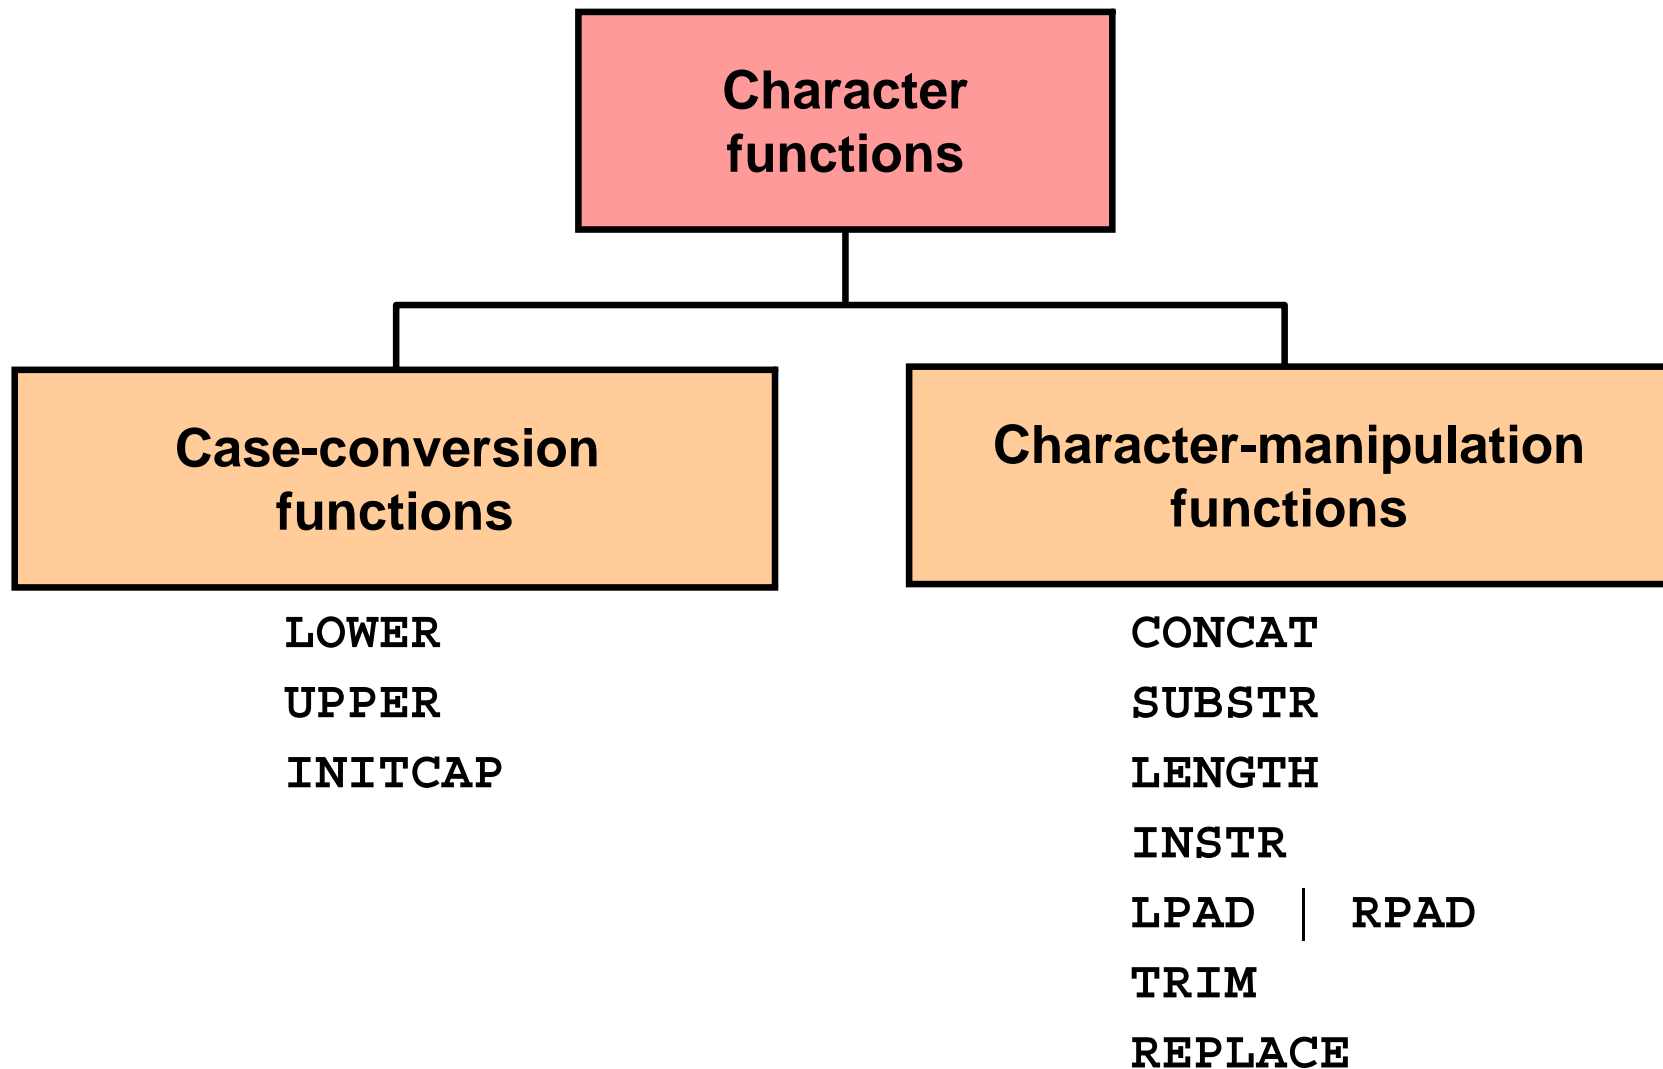 Character
functions
Case-conversion
functions
Character-manipulation
functions
LOWER
UPPER
INITCAP
CONCAT
SUBSTR
LENGTH
INSTR
LPAD | RPAD
TRIM
REPLACE